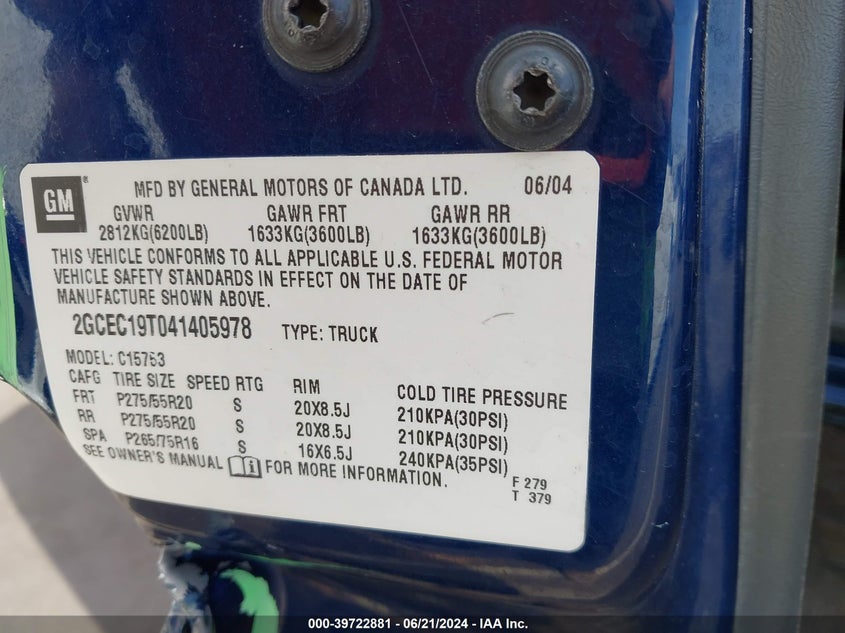 GM ® MFD BY GENERAL MOTORS OF CANADA LTD. 06/04
GVWR GAWR FRT GAWR RR
2812KG(6200LB) 1633KG(3600LB) 1633KG(3600LB)
THIS VEHICLE CONFORMS TO ALL APPLICABLE U.S. FEDERAL MOTOR
VEHICLE SAFETY STANDARDS IN EFFECT ON THE DATE OF
MANUFACTURE SHOWN ABOVE.
2GCEC19T041405978 TYPE: TRUCK
MODEL: C15753
CAFG TIRE SIZE SPEED RTG RIM COLD TIRE PRESSURE
FRT P275/55R20 S 20X8.5J 210KPA(30PSI)
RR P275/55R20 S 20X8.5J 210KPA(30PSI)
SPA P265/75R16 S 16X6.5J 240KPA(35PSI)
SEE OWNER'S MANUAL FOR MORE INFORMATION.
F 279
T 379
000-39722881 - 06/21/2024 - IAA Inc.